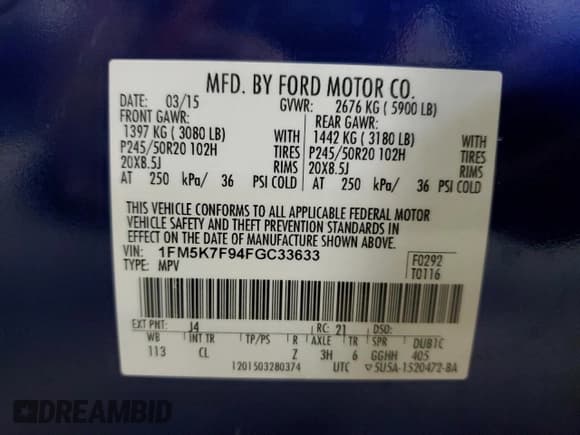 MFD. BY FORD MOTOR CO.
DATE: 03/15 GVWR: 2676 KG ( 5900 LB)
FRONT GAWR: REAR GAWR:
1397 KG ( 3080 LB) WITH 1442 KG ( 3180 LB) WITH
P245/50R20 102H TIRES P245/50R20 102H TIRES
20X8.5J RIMS 20X8.5J RIMS
AT 250 kPa/ 36 PSI COLD AT 250 kPa/ 36 PSI COLD
THIS VEHICLE CONFORMS TO ALL APPLICABLE FEDERAL MOTOR
VEHICLE SAFETY AND THEFT PREVENTION STANDARDS IN
EFFECT ON THE DATE OF MANUFACTURE SHOWN ABOVE.
VIN: 1FM5K7F94FGC33633 F0292
TYPE: MPV T0116
EXT PNT: J4 RC: 21 DSO:
WB INT TR TP/PS R AXLE TR SPR DUB1C
113 CL Z 3H 6 GGHH 405
1201503280374 UTC 5U5A-1520472-BA
DREAMBID